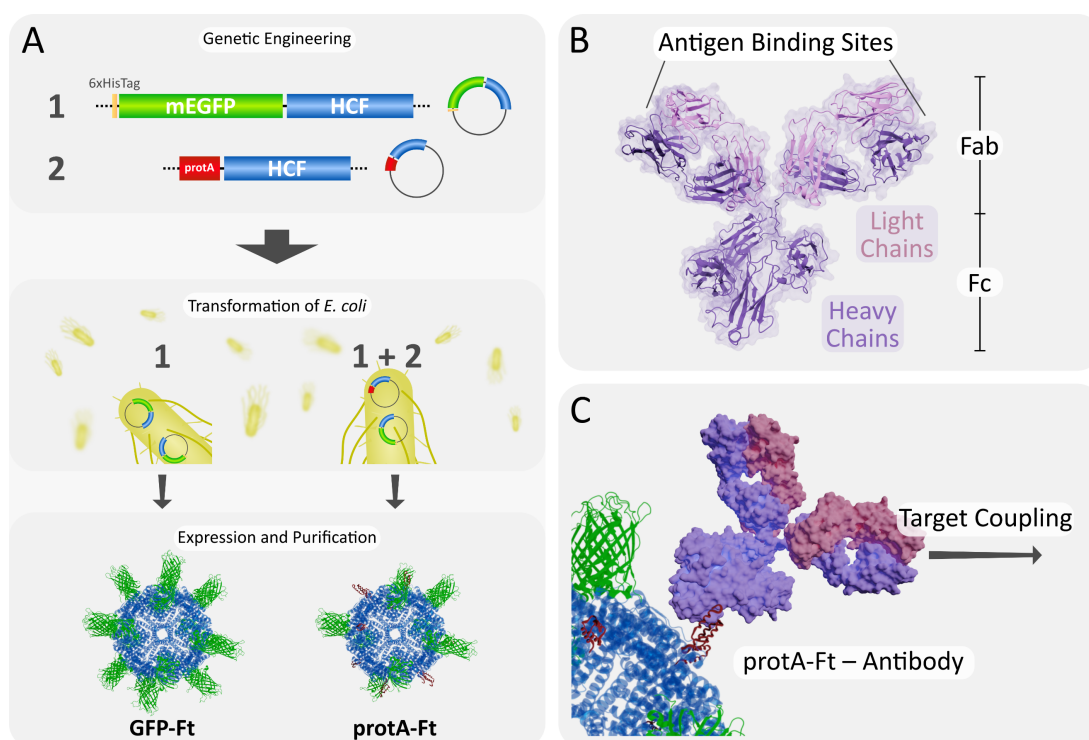 A
Genetic Engineering
6xHisTag
1
mEGFP
HCF
2
protA
HCF
Transformation of E. coli
1
1 + 2
Expression and Purification
GFP-Ft
protA-Ft
B
Antigen Binding Sites
Fab
Light
Chains
Fc
Heavy
Chains
C
Target Coupling
protA-Ft – Antibody